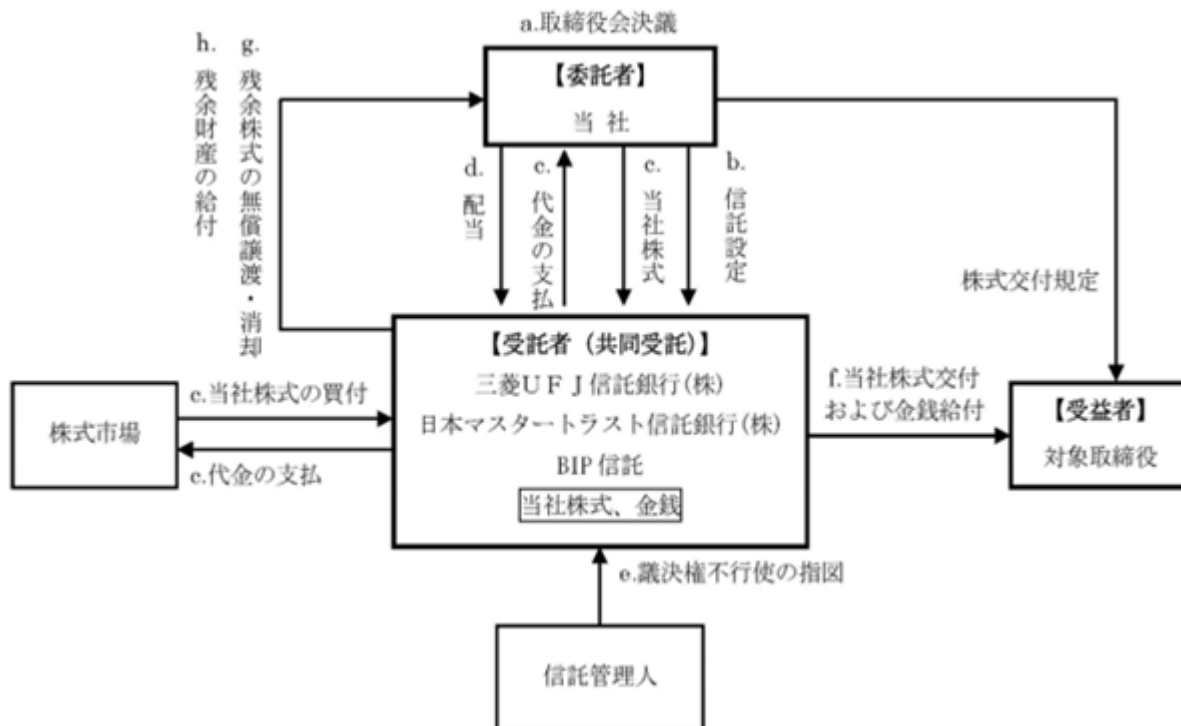 a.取締役会決議
【委託者】
当 社
h. 残余財産の給付
g. 残余株式の無償譲渡・消却
d. 配当
c. 代金の支払
c. 当社株式
b. 信託設定
株式交付規定
【受託者（共同受託）】
三菱ＵＦＪ信託銀行(株)
日本マスタートラスト信託銀行(株)
BIP 信託
当社株式、金銭
株式市場
c.当社株式の買付
c.代金の支払
f.当社株式交付
および金銭給付
【受益者】
対象取締役
e.議決権不行使の指図
信託管理人